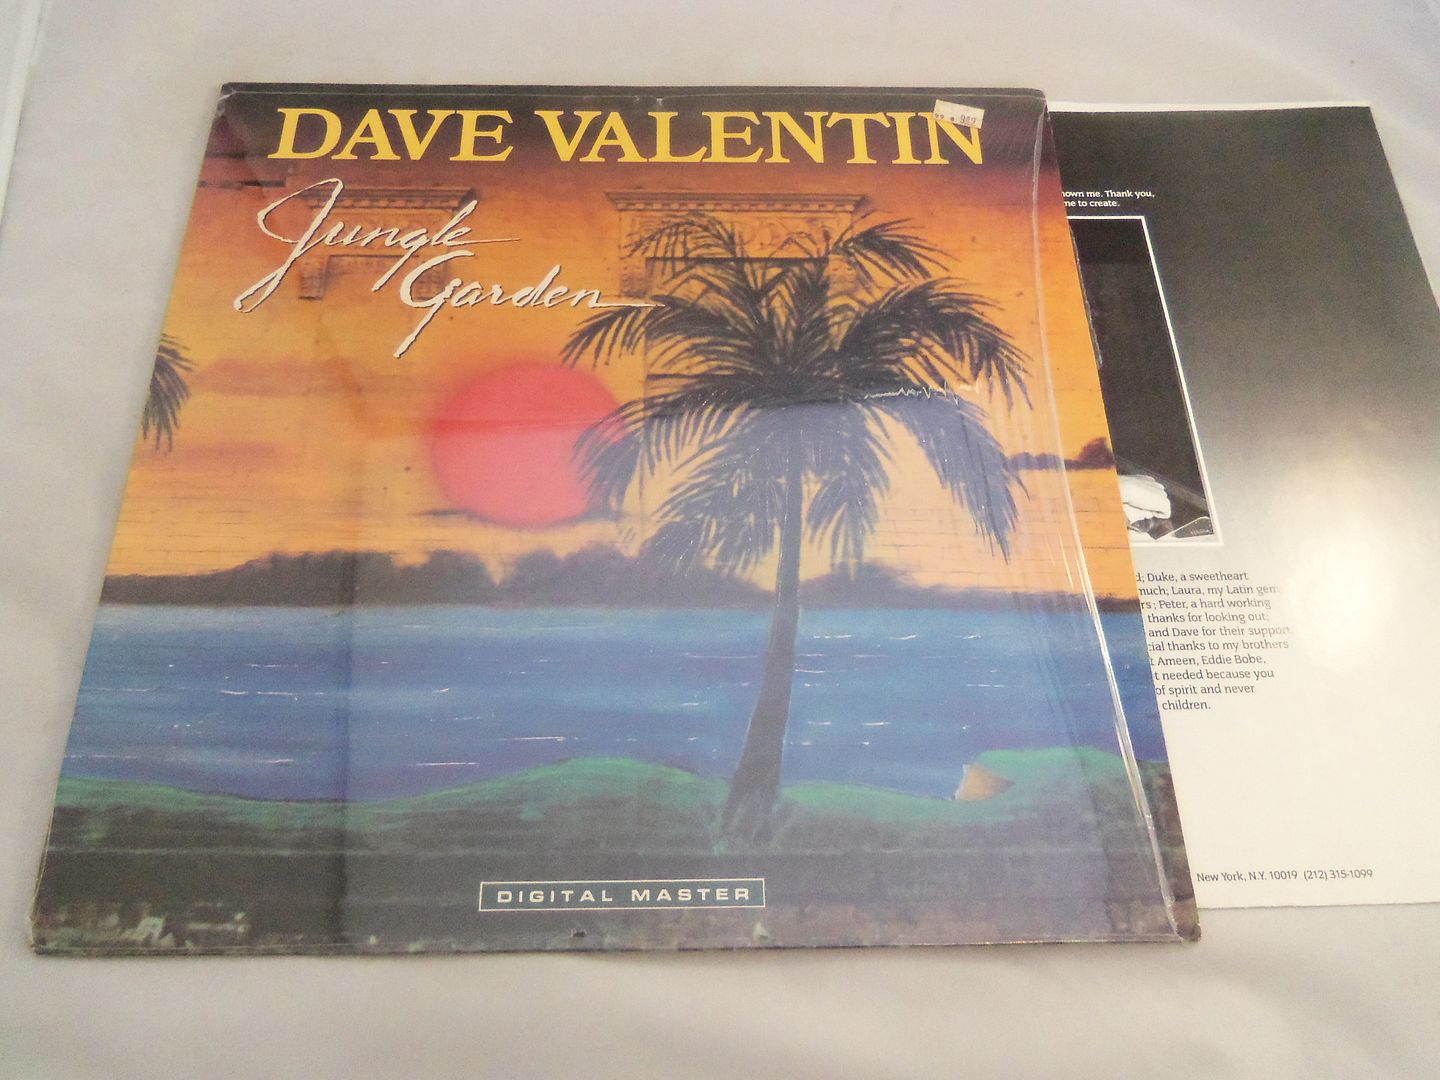 DAVE VALENTIN
Jungle
Garden
DIGITAL MASTER
own me. Thank you,
me to create.
d; Duke, a sweetheart
much; Laura, my Latin gem
rs; Peter, a hard working
thanks for looking out;
and Dave for their support.
cial thanks to my brothers
t Ameen, Eddie Bobe,
t needed because you
of spirit and never
children.
New York, N.Y. 10019 (212) 315-1099